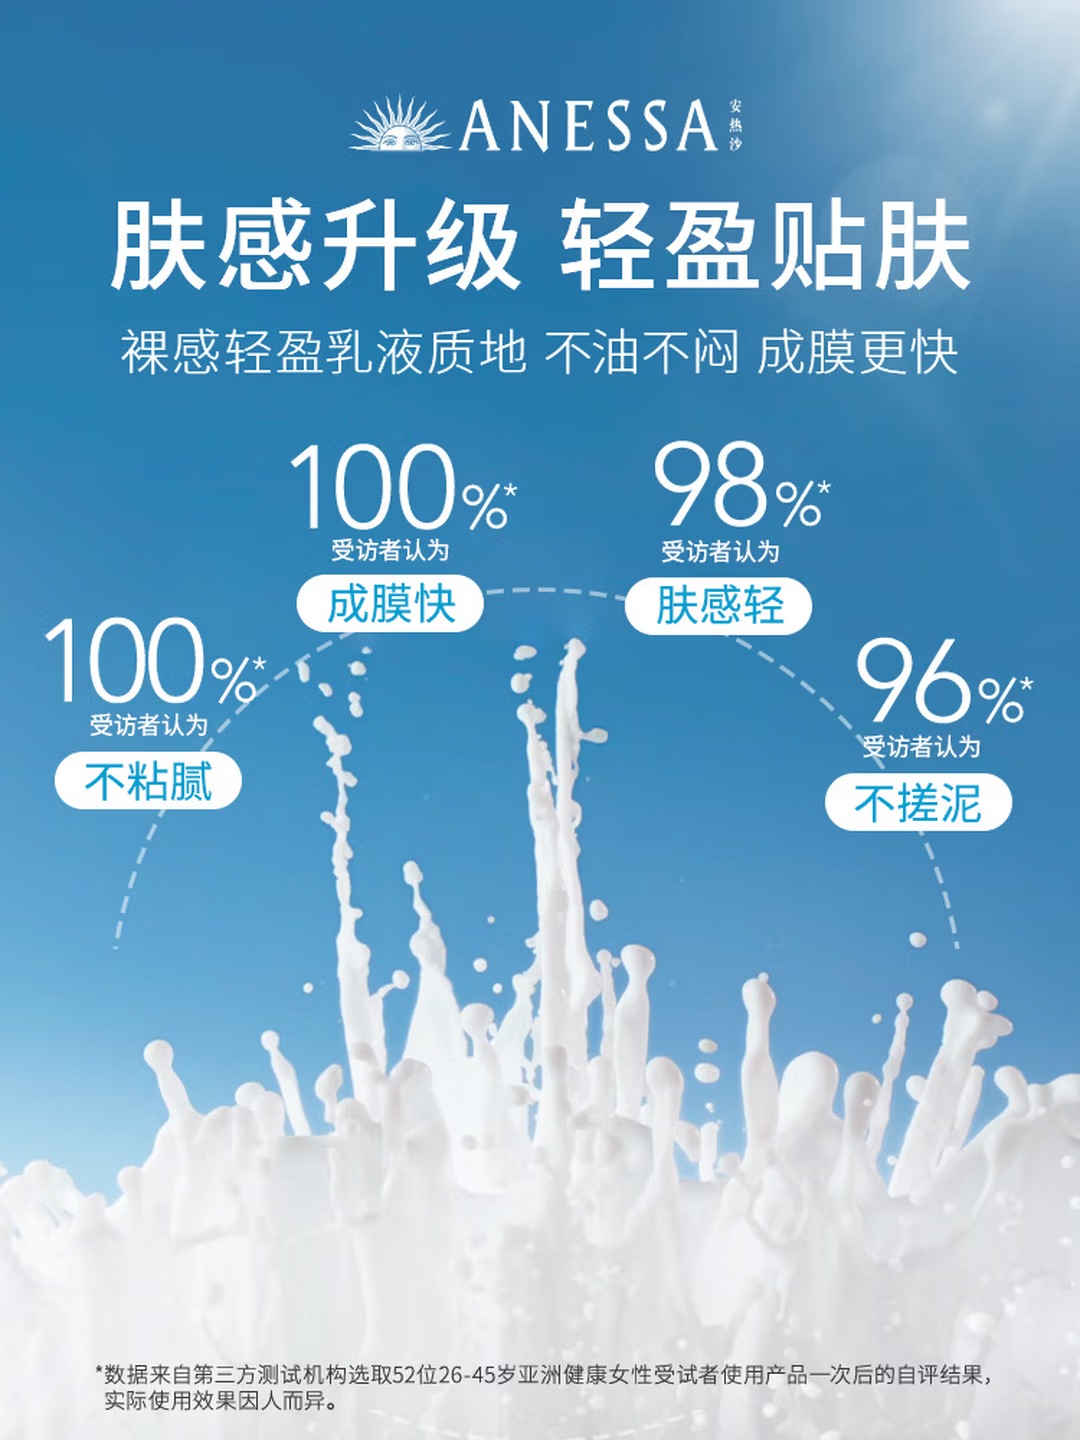 ANESSA 安热沙
肤感升级 轻盈贴肤
裸感轻盈乳液质地 不油不闷 成膜更快
100%*
受访者认为
成膜快
98%*
受访者认为
肤感轻
100%*
受访者认为
不粘腻
96%*
受访者认为
不搓泥
*数据来自第三方测试机构选取52位26-45岁亚洲健康女性受试者使用产品一次后的自评结果，
实际使用效果因人而异。